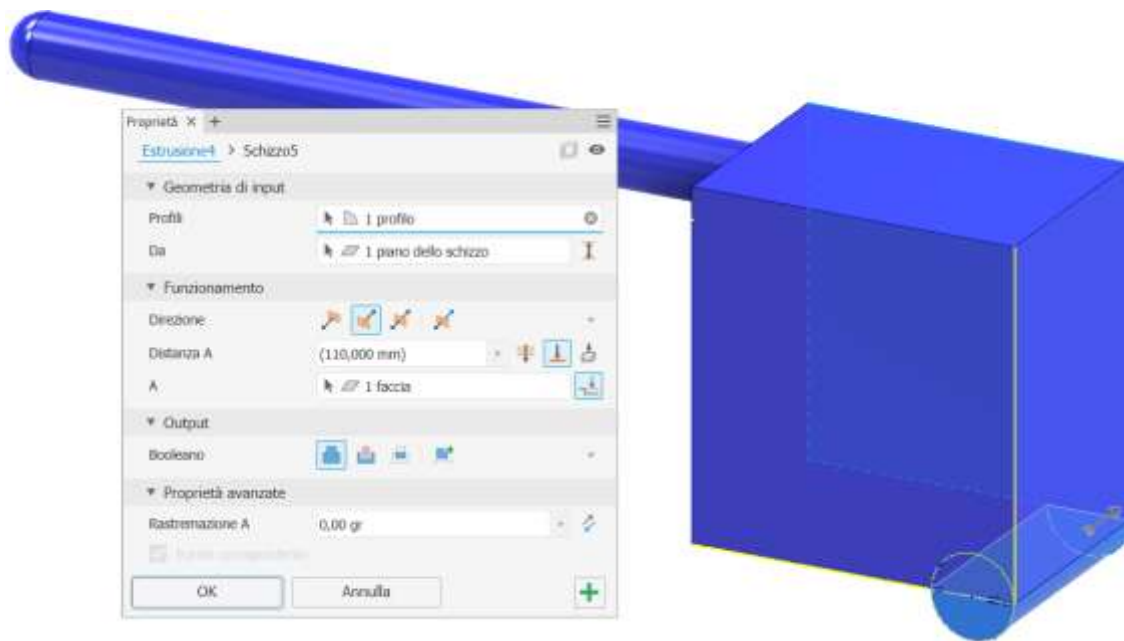 Proprietà × +
Estrusione4 > Schizzo5
Geometria di input
Profili 1 profilo
Da 1 piano dello schizzo
Funzionamento
Direzione
Distanza A (110,000 mm)
A 1 faccia
Output
Booleano
Proprietà avanzate
Rastremazione A 0,00 gr
OK Annulla